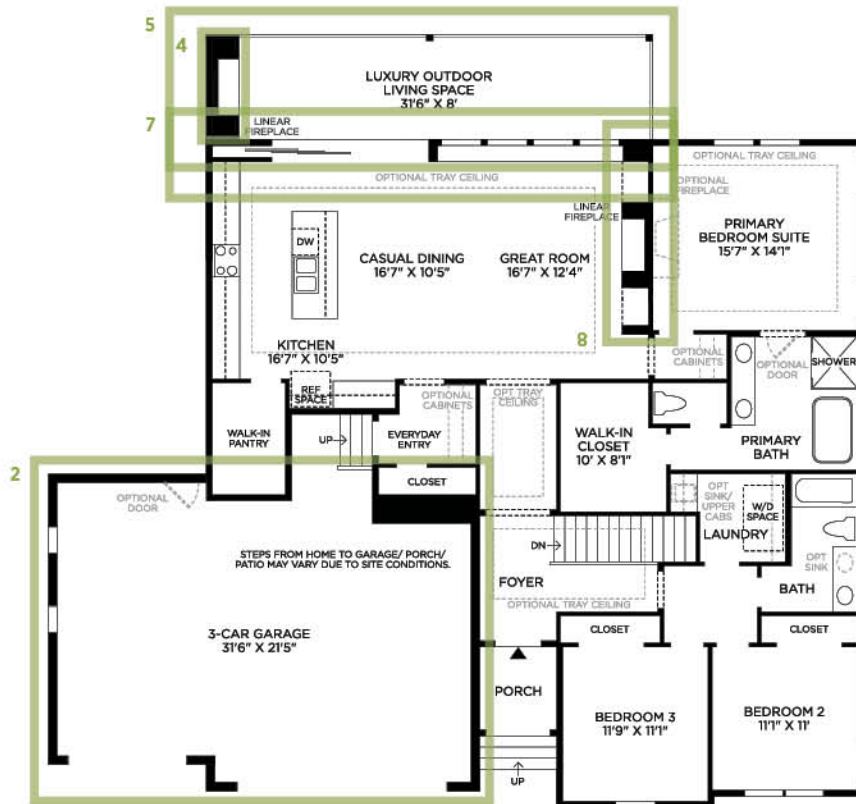 5
4
LUXURY OUTDOOR
LIVING SPACE
31'6" X 8'
7
LINEAR
FIREPLACE
OPTIONAL TRAY CEILING
OPTIONAL TRAY CEILING
OPTIONAL
FIREPLACE
LINEAR
FIREPLACE
DW
CASUAL DINING
16'7" X 10'5"
GREAT ROOM
16'7" X 12'4"
PRIMARY
BEDROOM SUITE
15'7" X 14'1"
8
KITCHEN
16'7" X 10'5"
REF
SPACE
OPTIONAL
CABINETS
OPT TRAY
CEILING
OPTIONAL
CABINETS
OPTIONAL
DOOR
SHOWER
WALK-IN
PANTRY
UP
EVERYDAY
ENTRY
CLOSET
WALK-IN
CLOSET
10' X 8'1"
PRIMARY
BATH
2
OPTIONAL
DOOR
OPT
SINK/
UPPER
CABS
W/D
SPACE
LAUNDRY
STEPS FROM HOME TO GARAGE/ PORCH/
PATIO MAY VARY DUE TO SITE CONDITIONS.
DN
FOYER
OPTIONAL TRAY CEILING
OPT
SINK
BATH
3-CAR GARAGE
31'6" X 21'5"
CLOSET
CLOSET
PORCH
BEDROOM 3
11'9" X 11'1"
BEDROOM 2
11'1" X 11'
UP